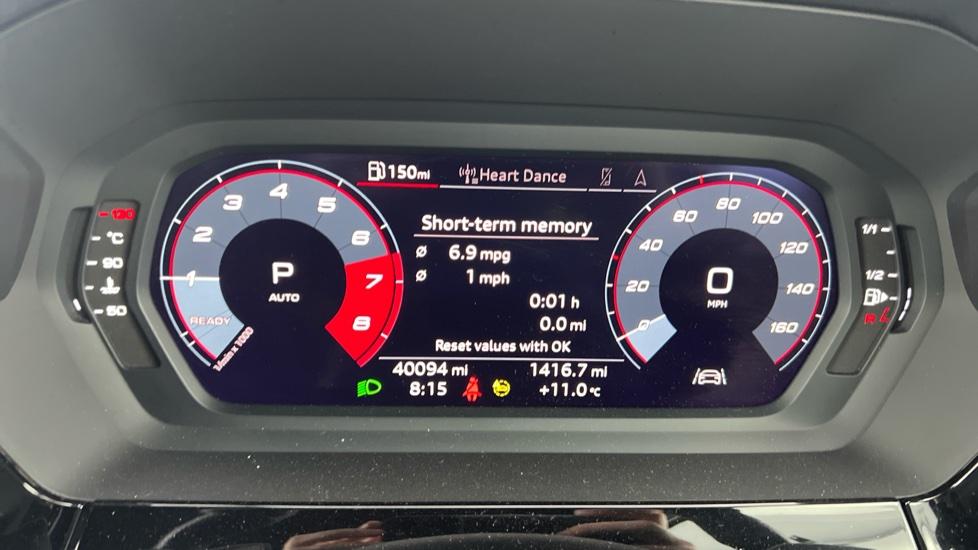 150mi Heart Dance
Short-term memory
Ø 6.9 mpg
Ø 1 mph
0:01 h
0.0 mi
Reset values with OK
40094 mi 1416.7 mi
8:15 +11.0°C
1 2 3 4 5 6 7 8
READY
1/min x 1000
P
AUTO
0 20 40 60 80 100 120 140 160
0
MPH
130
°C
90
50
1/1
1/2
R